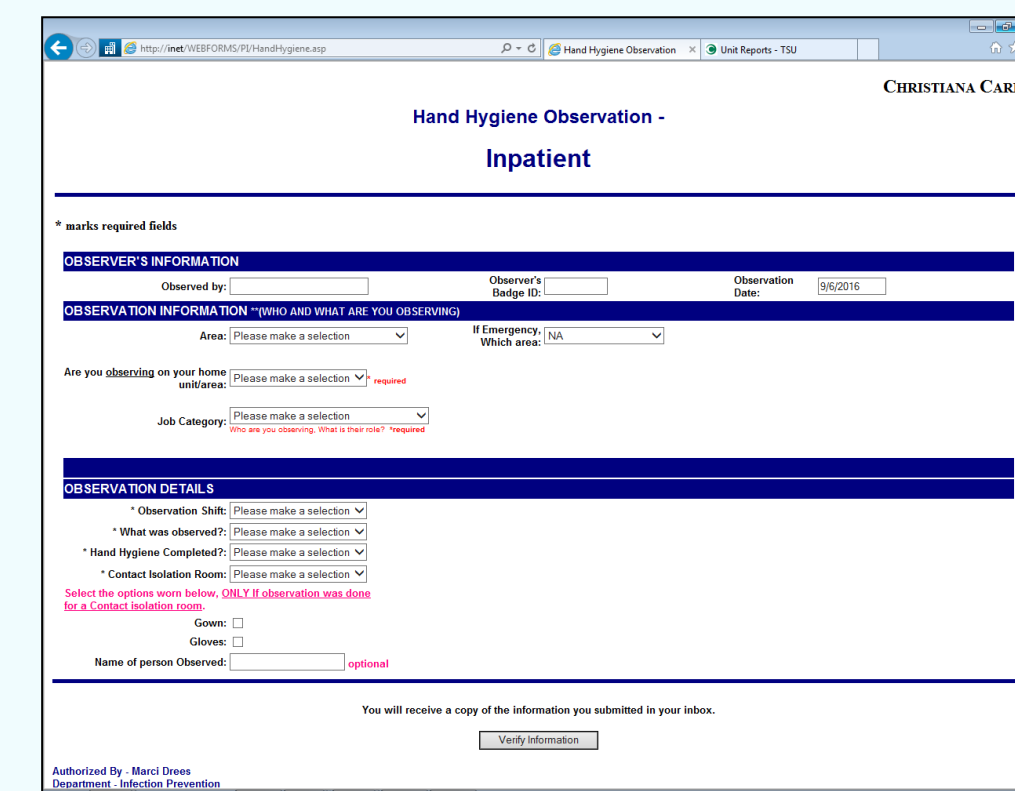 http://inet/WEBFORMS/PI/HandHygiene.asp
Hand Hygiene Observation
Unit Reports - TSU
CHRISTIANA CARE
Hand Hygiene Observation -
Inpatient
* marks required fields
OBSERVER'S INFORMATION
Observed by:
Observer's
Badge ID:
Observation
Date:
9/6/2016
OBSERVATION INFORMATION **(WHO AND WHAT ARE YOU OBSERVING)
Area: Please make a selection
If Emergency,
Which area: NA
Are you observing on your home
unit/area: Please make a selection * required
Job Category: Please make a selection
Who are you observing, What is their role? *required
OBSERVATION DETAILS
* Observation Shift: Please make a selection
* What was observed?: Please make a selection
* Hand Hygiene Completed?: Please make a selection
* Contact Isolation Room: Please make a selection
Select the options worn below, ONLY If observation was done
for a Contact isolation room.
Gown:
Gloves:
Name of person Observed: optional
You will receive a copy of the information you submitted in your inbox.
Verify Information
Authorized By - Marci Drees
Department - Infection Prevention